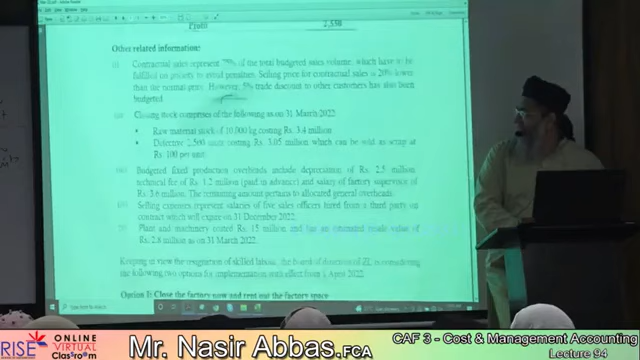 Profit 2,550
Other related information:
(i) Contractual sales represent 75% of the total budgeted sales volume, which have to be
fulfilled on priority to avoid penalties. Selling price for contractual sales is 20% lower
than the normal price. However, 5% trade discount to other customers has also been
budgeted.
(ii) Closing stock comprises of the following as on 31 March 2022
• Raw material stock of 10,000 kg costing Rs. 3.4 million
• Defective 2,500 units costing Rs. 3.05 million which can be sold as scrap at
Rs. 100 per unit
(iii) Budgeted fixed production overheads include depreciation of Rs. 2.5 million,
technical fee of Rs. 1.2 million (paid in advance) and salary of factory supervisor of
Rs. 3.6 million. The remaining amount pertains to allocated general overheads.
(iv) Selling expenses represent salaries of five sales officers hired from a third party on
contract which will expire on 31 December 2022.
(v) Plant and machinery costed Rs. 15 million and has an estimated resale value of
Rs. 2.8 million as on 31 March 2022.
Keeping in view the resignation of skilled labour, the board of directors of ZL is considering
the following two options for implementation with effect from 1 April 2022.
Option I: Close the factory now and rent out the factory space
RISE
ONLINE
VIRTUAL
Classroom
Mr. Nasir Abbas.FCA
CAF 3 - Cost & Management Accounting
Lecture 94